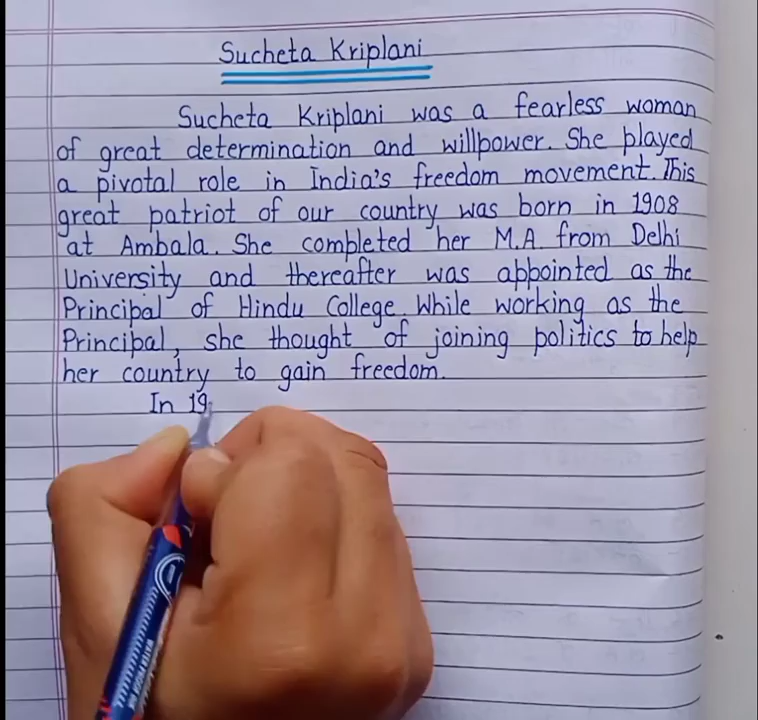 Sucheta Kriplani
Sucheta Kriplani was a fearless woman
of great determination and willpower. She played
a pivotal role in India's freedom movement. This
great patriot of our country was born in 1908
at Ambala. She completed her M.A. from Delhi
University and thereafter was appointed as the
Principal of Hindu College. While working as the
Principal, she thought of joining politics to help
her country to gain freedom.
In 19